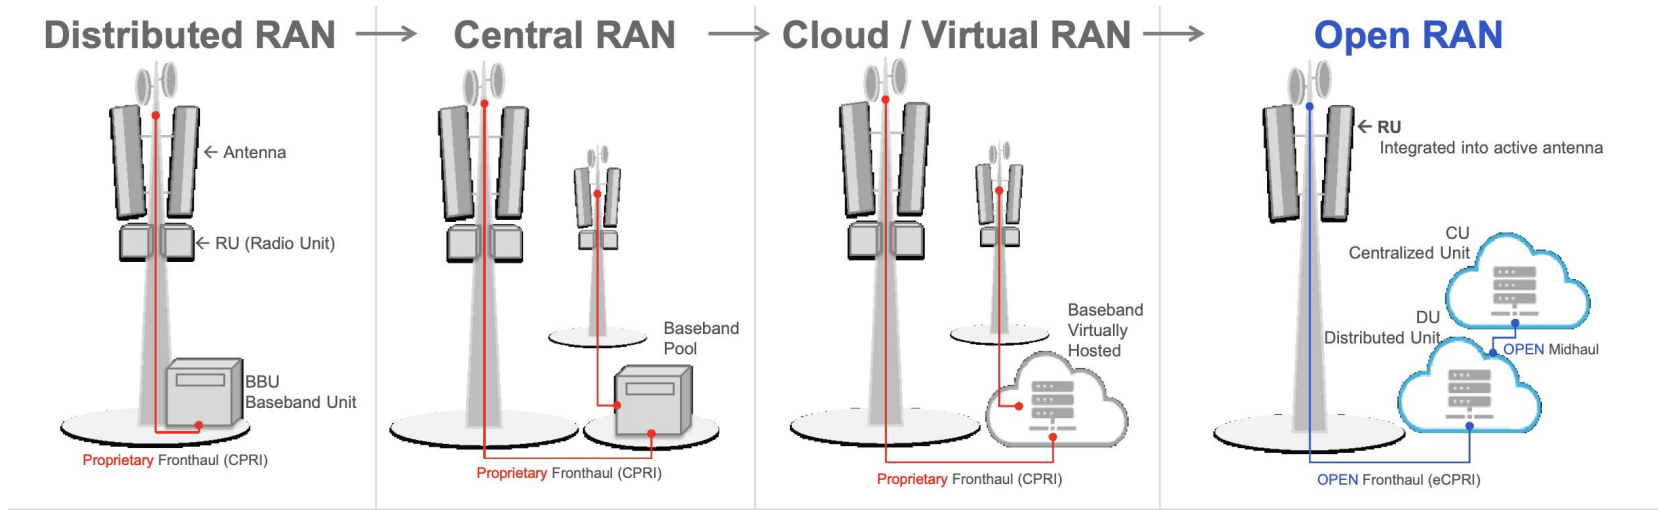 Distributed RAN → Central RAN → Cloud / Virtual RAN → Open RAN
← Antenna
← RU (Radio Unit)
BBU
Baseband Unit
Proprietary Fronthaul (CPRI)
Baseband
Pool
Proprietary Fronthaul (CPRI)
Baseband
Virtually
Hosted
Proprietary Fronthaul (CPRI)
← RU
Integrated into active antenna
CU
Centralized Unit
DU
Distributed Unit
OPEN Midhaul
OPEN Fronthaul (eCPRI)